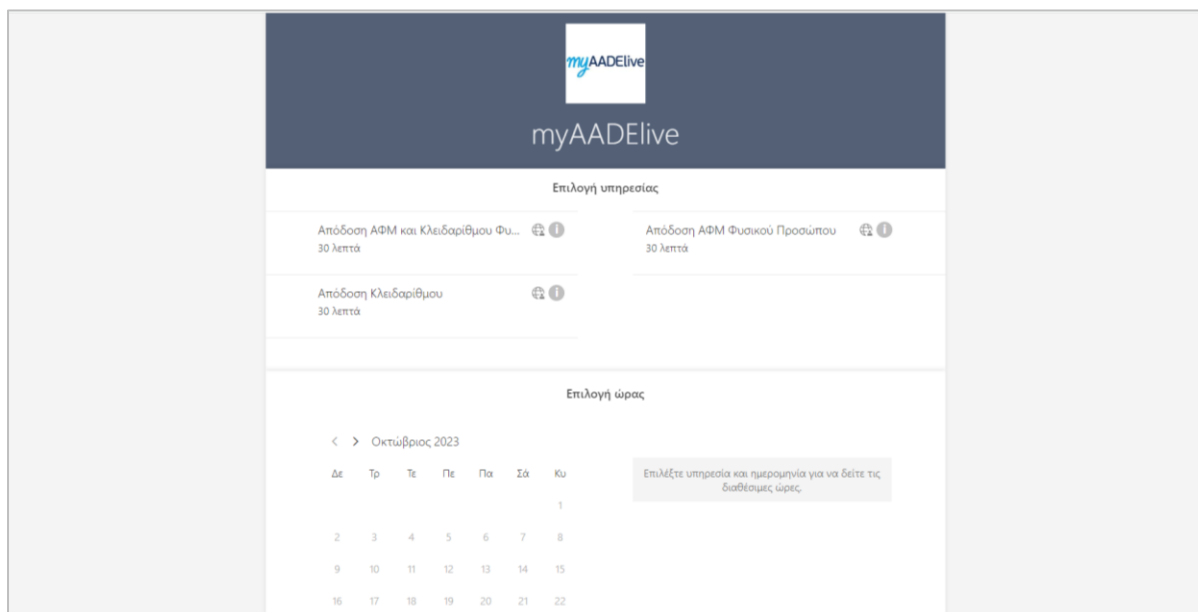 myAADElive
myAADElive
Επιλογή υπηρεσίας
Απόδοση ΑΦΜ και Κλειδαρίθμου Φυ...
30 λεπτά
Απόδοση ΑΦΜ Φυσικού Προσώπου
30 λεπτά
Απόδοση Κλειδαρίθμου
30 λεπτά
Επιλογή ώρας
< > Οκτώβριος 2023
Δε Τρ Τε Πε Πα Σά Κυ
1
2 3 4 5 6 7 8
9 10 11 12 13 14 15
16 17 18 19 20 21 22
Επιλέξτε υπηρεσία και ημερομηνία για να δείτε τις
διαθέσιμες ώρες.